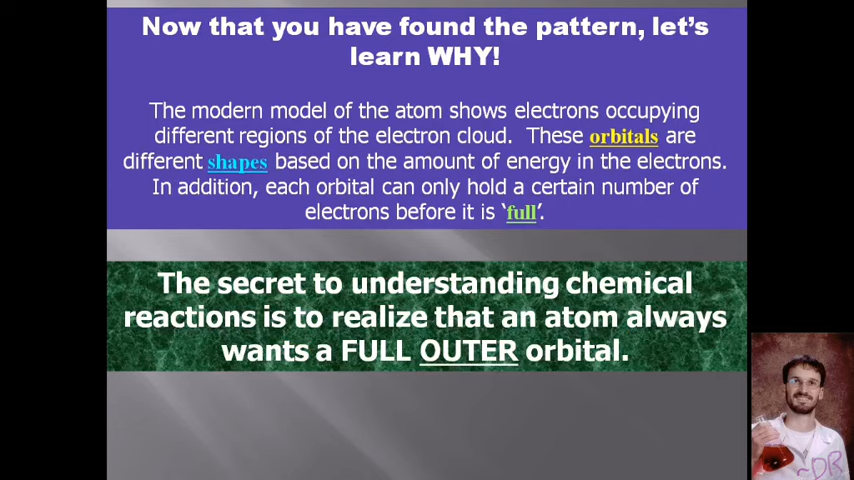 Now that you have found the pattern, let’s
learn WHY!
The modern model of the atom shows electrons occupying
different regions of the electron cloud. These orbitals are
different shapes based on the amount of energy in the electrons.
In addition, each orbital can only hold a certain number of
electrons before it is ‘full’.
The secret to understanding chemical
reactions is to realize that an atom always
wants a FULL OUTER orbital.
~DR